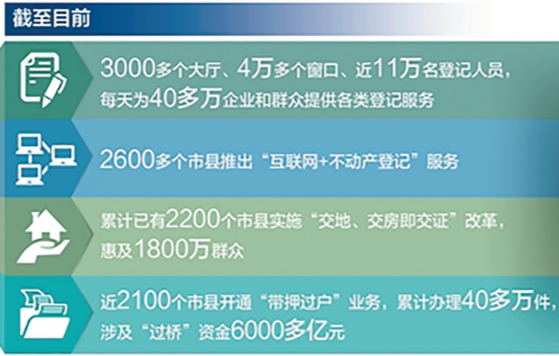 截至目前
3000多个大厅、4万多个窗口、近11万名登记人员，
每天为40多万企业和群众提供各类登记服务
2600多个市县推出“互联网+不动产登记”服务
累计已有2200个市县实施“交地、交房即交证”改革，
惠及1800万群众
近2100个市县开通“带押过户”业务，累计办理40多万件，
涉及“过桥”资金6000多亿元